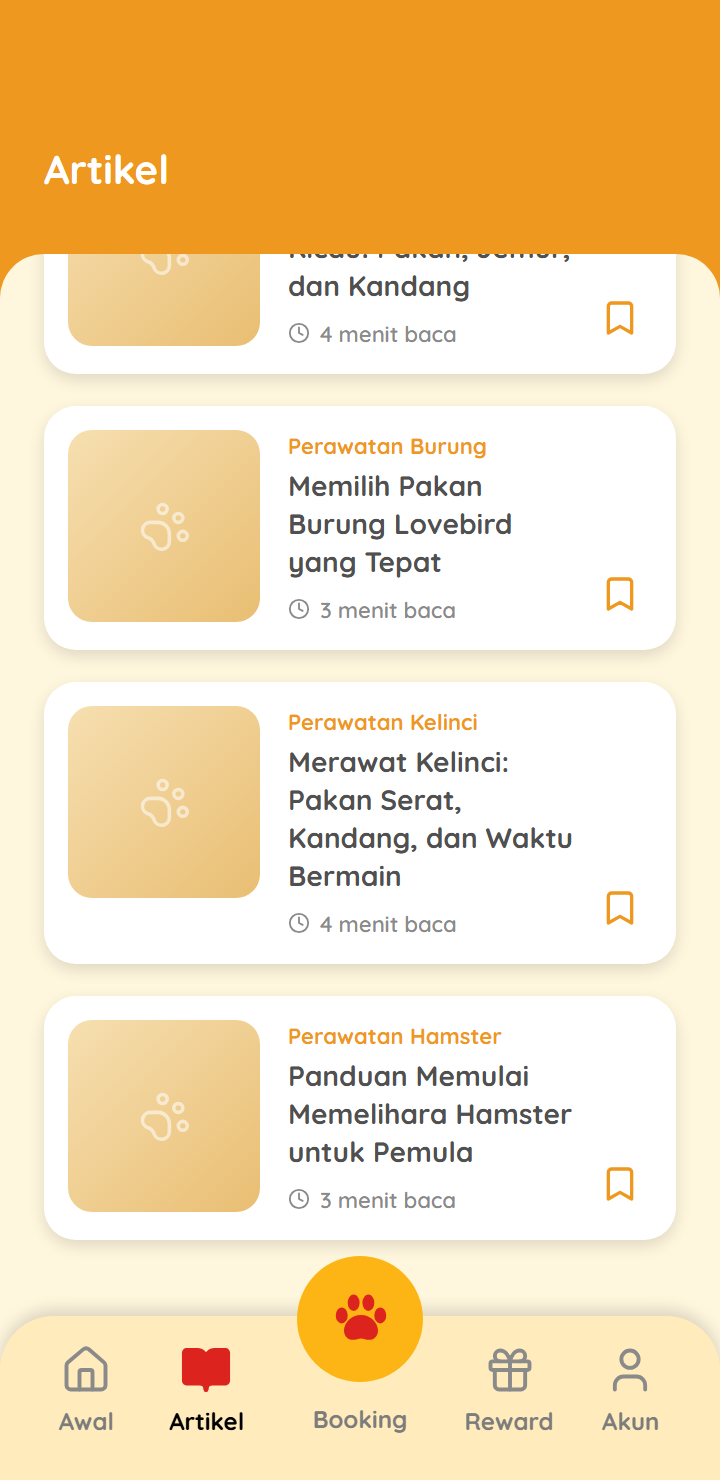 Artikel
dan Kandang
4 menit baca
Perawatan Burung
Memilih Pakan
Burung Lovebird
yang Tepat
3 menit baca
Perawatan Kelinci
Merawat Kelinci:
Pakan Serat,
Kandang, dan Waktu
Bermain
4 menit baca
Perawatan Hamster
Panduan Memulai
Memelihara Hamster
untuk Pemula
3 menit baca
Awal
Artikel
Booking
Reward
Akun